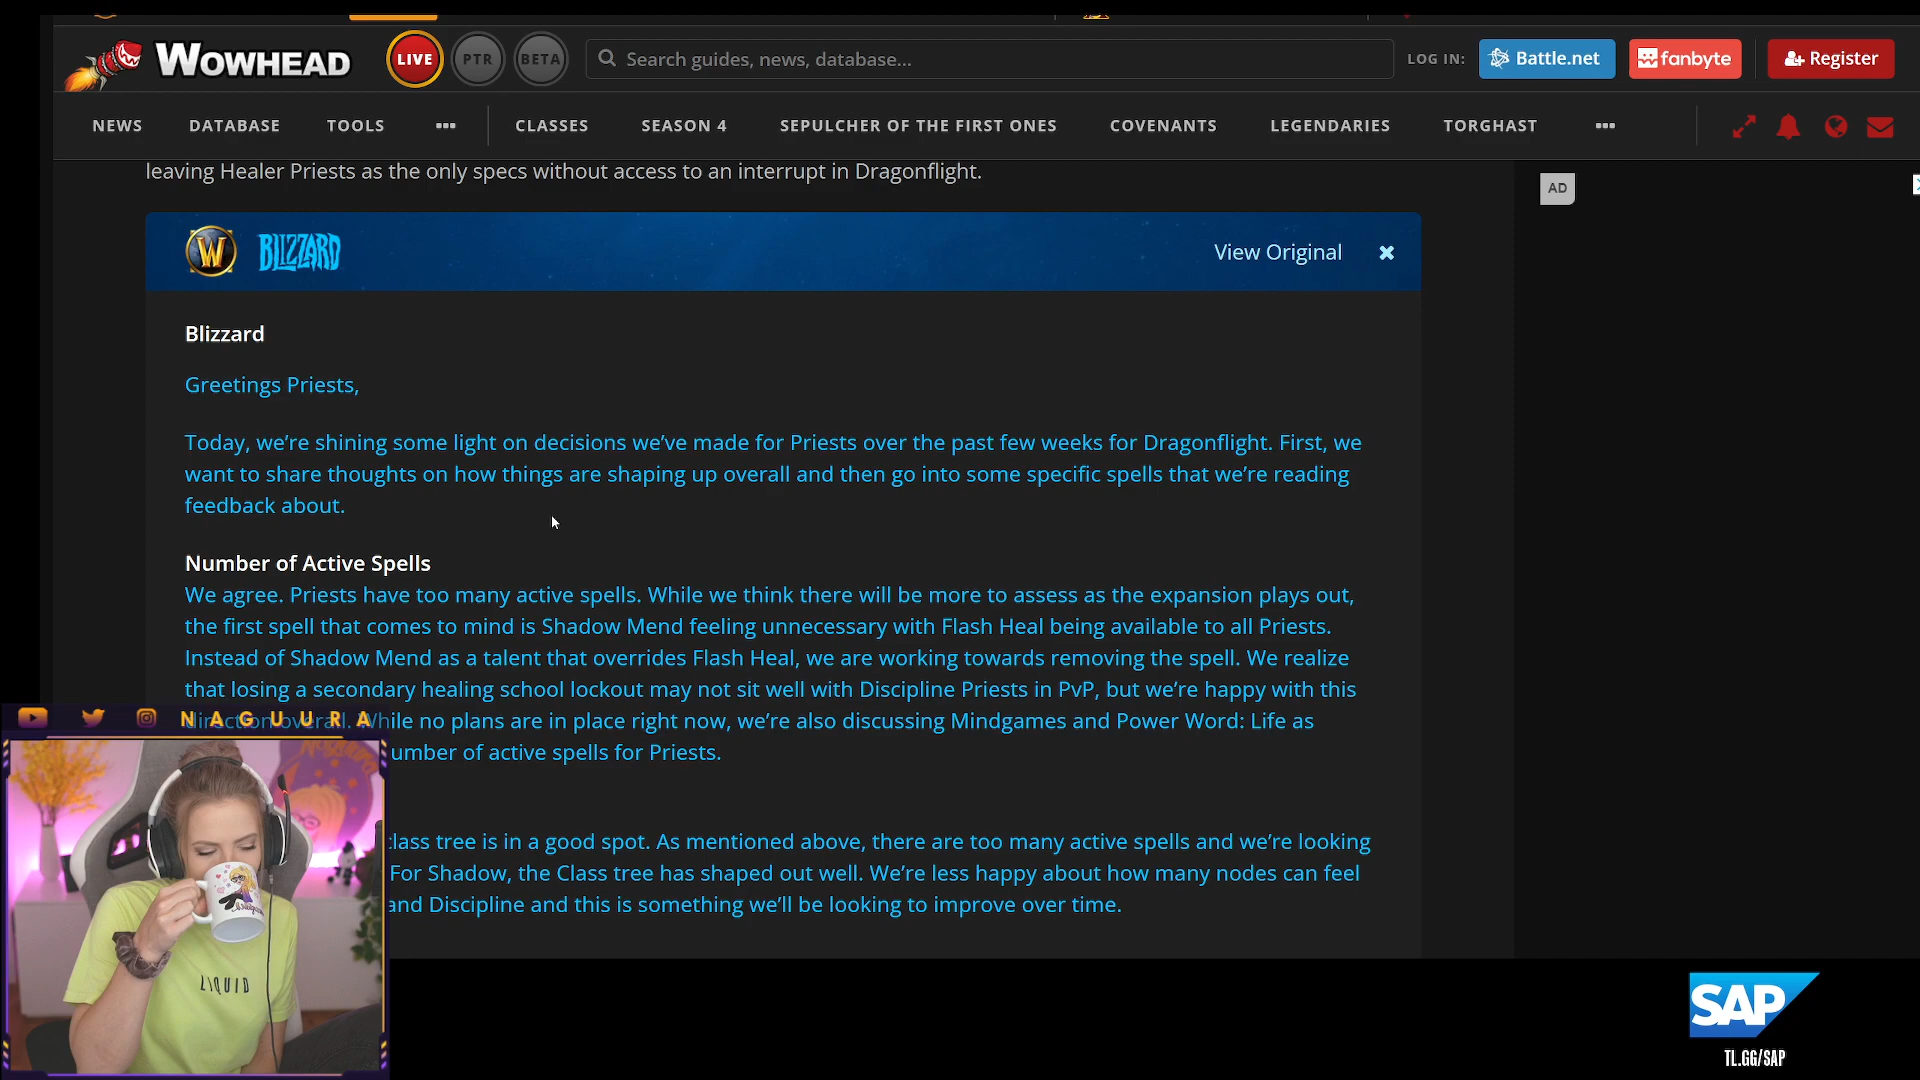 WOWHEAD
LIVE
PTR
BETA
Search guides, news, database...
LOG IN:
Battle.net
fanbyte
Register
NEWS
DATABASE
TOOLS
CLASSES
SEASON 4
SEPULCHER OF THE FIRST ONES
COVENANTS
LEGENDARIES
TORGHAST
leaving Healer Priests as the only specs without access to an interrupt in Dragonflight.
AD
W
BLIZZARD
View Original
Blizzard
Greetings Priests,
Today, we’re shining some light on decisions we’ve made for Priests over the past few weeks for Dragonflight. First, we
want to share thoughts on how things are shaping up overall and then go into some specific spells that we’re reading
feedback about.
Number of Active Spells
We agree. Priests have too many active spells. While we think there will be more to assess as the expansion plays out,
the first spell that comes to mind is Shadow Mend feeling unnecessary with Flash Heal being available to all Priests.
Instead of Shadow Mend as a talent that overrides Flash Heal, we are working towards removing the spell. We realize
that losing a secondary healing school lockout may not sit well with Discipline Priests in PvP, but we’re happy with this
direction overall. While no plans are in place right now, we’re also discussing Mindgames and Power Word: Life as
NAGUURA
umber of active spells for Priests.
class tree is in a good spot. As mentioned above, there are too many active spells and we’re looking
For Shadow, the Class tree has shaped out well. We’re less happy about how many nodes can feel
and Discipline and this is something we’ll be looking to improve over time.
LIQUID
SAP
TL.GG/SAP